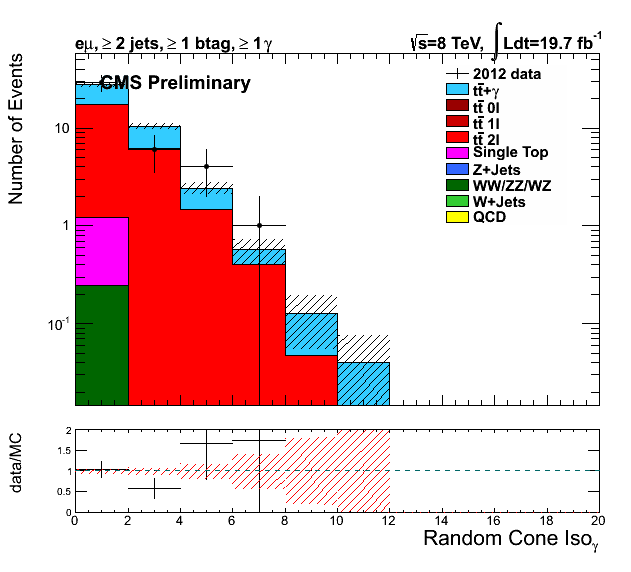 eμ, ≥ 2 jets, ≥ 1 btag, ≥ 1 γ
√s=8 TeV, ∫ Ldt=19.7 fb⁻¹
CMS Preliminary
2012 data
tt̄+γ
tt̄ 0l
tt̄ 1l
tt̄ 2l
Single Top
Z+Jets
WW/ZZ/WZ
W+Jets
QCD
Number of Events
10
1
10⁻¹
data/MC
2
1.5
1
0.5
0
0 2 4 6 8 10 12 14 16 18 20
Random Cone Iso_γ